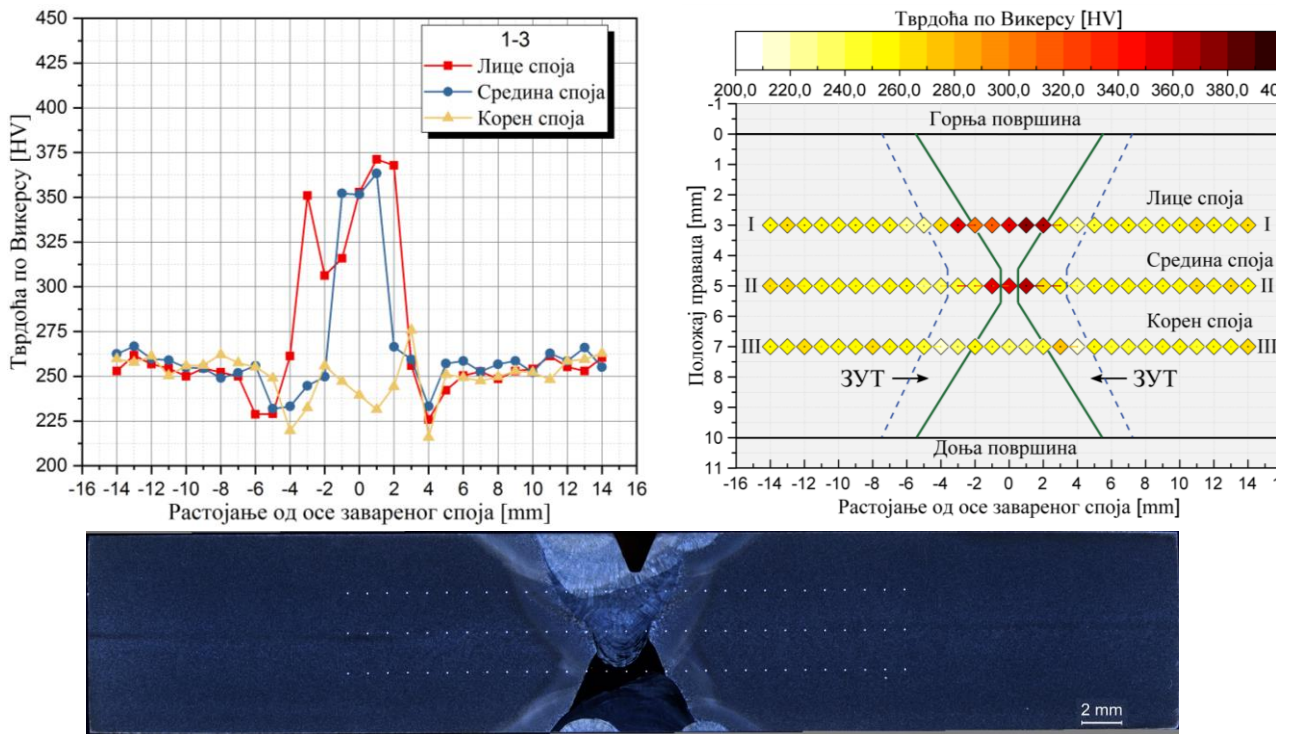 450
425
400
375
350
325
300
275
250
225
200
Тврдоћа по Викерсу [HV]
1-3
Лице споја
Средина споја
Корен споја
-16 -14 -12 -10 -8 -6 -4 -2 0 2 4 6 8 10 12 14 16
Растојање од осе завареног споја [mm]
Тврдоћа по Викерсу [HV]
200,0 220,0 240,0 260,0 280,0 300,0 320,0 340,0 360,0 380,0 40
-1
0
1
2
3
4
5
6
7
8
9
10
11
Положај праваца [mm]
Горња површина
Лице споја
I I
Средина споја
II II
Корен споја
III III
ЗУТ ЗУТ
Доња површина
-16 -14 -12 -10 -8 -6 -4 -2 0 2 4 6 8 10 12 14 1
Растојање од осе завареног споја [mm]
2 mm